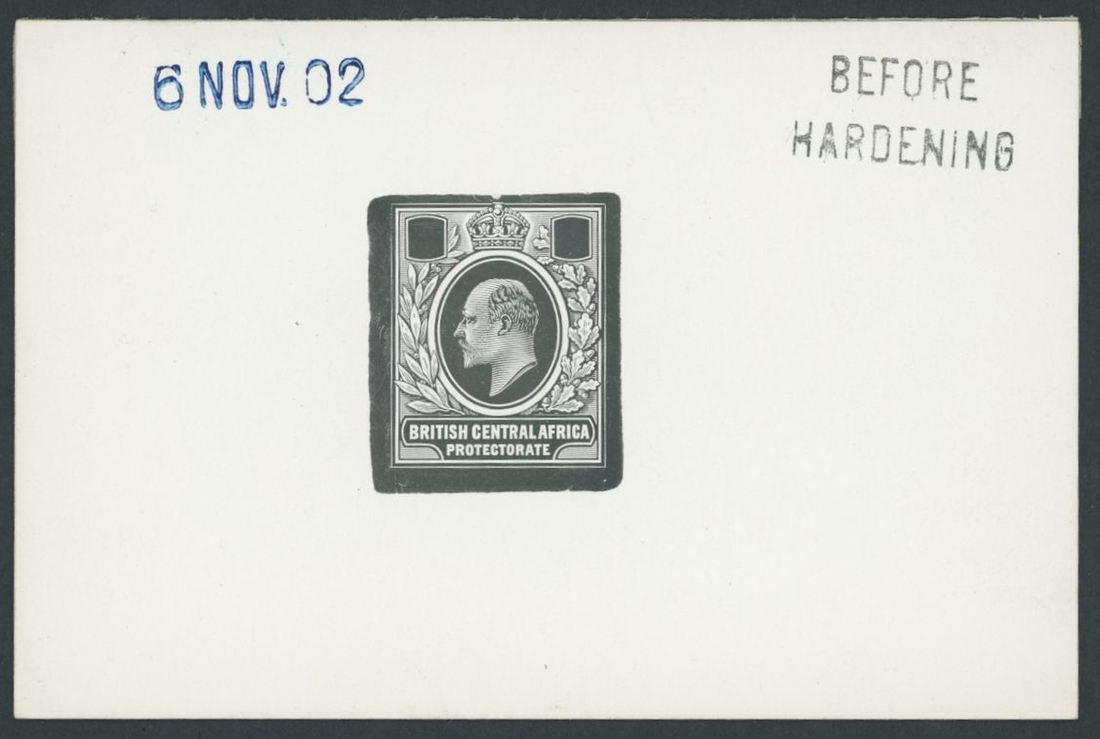 6 NOV. 02
BEFORE
HARDENING
BRITISH CENTRAL AFRICA
PROTECTORATE